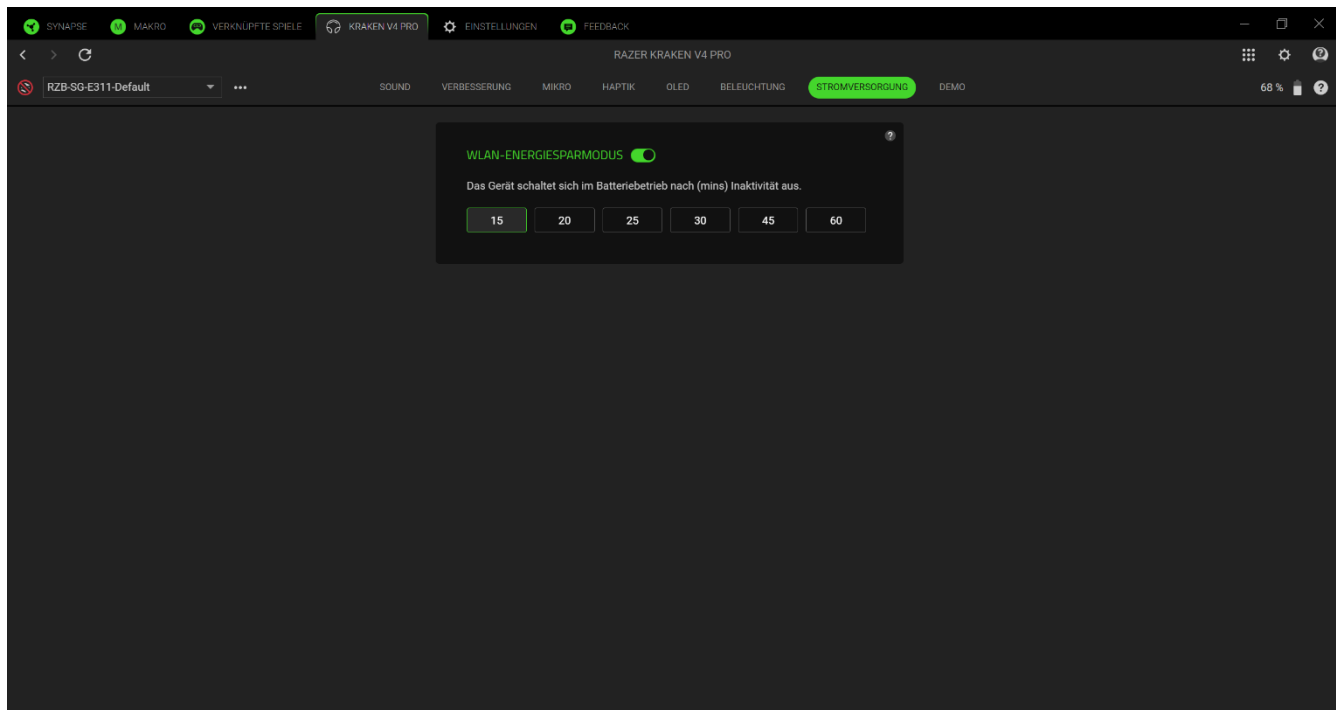 SYNAPSE M MAKRO VERKNÜPFTE SPIELE KRAKEN V4 PRO EINSTELLUNGEN FEEDBACK
RAZER KRAKEN V4 PRO
RZB-SG-E311-Default SOUND VERBESSERUNG MIKRO HAPTIK OLED BELEUCHTUNG STROMVERSORGUNG DEMO 68 %
WLAN-ENERGIESPARMODUS
Das Gerät schaltet sich im Batteriebetrieb nach (mins) Inaktivität aus.
15 20 25 30 45 60